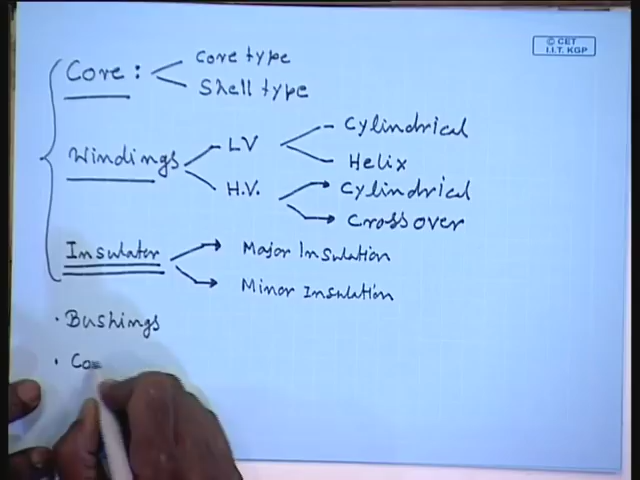 © CET
I.I.T. KGP
Core: Core type
Shell type
Windings LV Cylindrical
Helix
H.V. Cylindrical
Crossover
Insulator Major Insulation
Minor Insulation
· Bushings
· Co